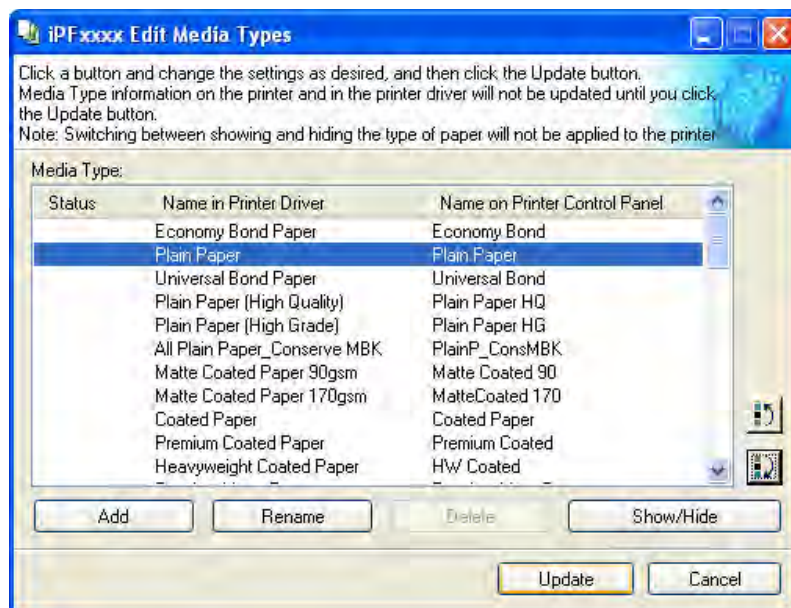 iPFxxxx Edit Media Types
Click a button and change the settings as desired, and then click the Update button.
Media Type information on the printer and in the printer driver will not be updated until you click
the Update button.
Note: Switching between showing and hiding the type of paper will not be applied to the printer
Media Type:
Status Name in Printer Driver Name on Printer Control Panel
Economy Bond Paper Economy Bond
Plain Paper Plain Paper
Universal Bond Paper Universal Bond
Plain Paper (High Quality) Plain Paper HQ
Plain Paper (High Grade) Plain Paper HG
All Plain Paper_Conserve MBK PlainP_ConsMBK
Matte Coated Paper 90gsm Matte Coated 90
Matte Coated Paper 170gsm MatteCoated 170
Coated Paper Coated Paper
Premium Coated Paper Premium Coated
Heavyweight Coated Paper HW Coated
Add Rename Delete Show/Hide
Update Cancel